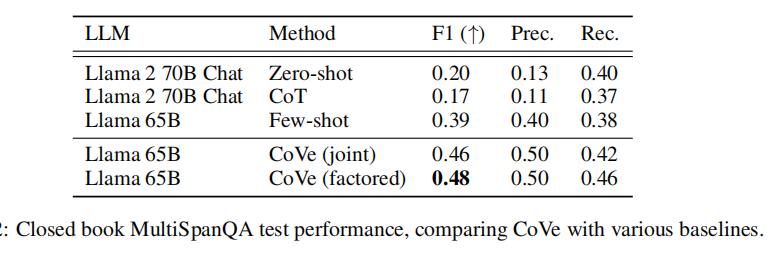 LLM Method F1 (↑) Prec. Rec.
Llama 2 70B Chat Zero-shot 0.20 0.13 0.40
Llama 2 70B Chat CoT 0.17 0.11 0.37
Llama 65B Few-shot 0.39 0.40 0.38
Llama 65B CoVe (joint) 0.46 0.50 0.42
Llama 65B CoVe (factored) 0.48 0.50 0.46
: Closed book MultiSpanQA test performance, comparing CoVe with various baselines.